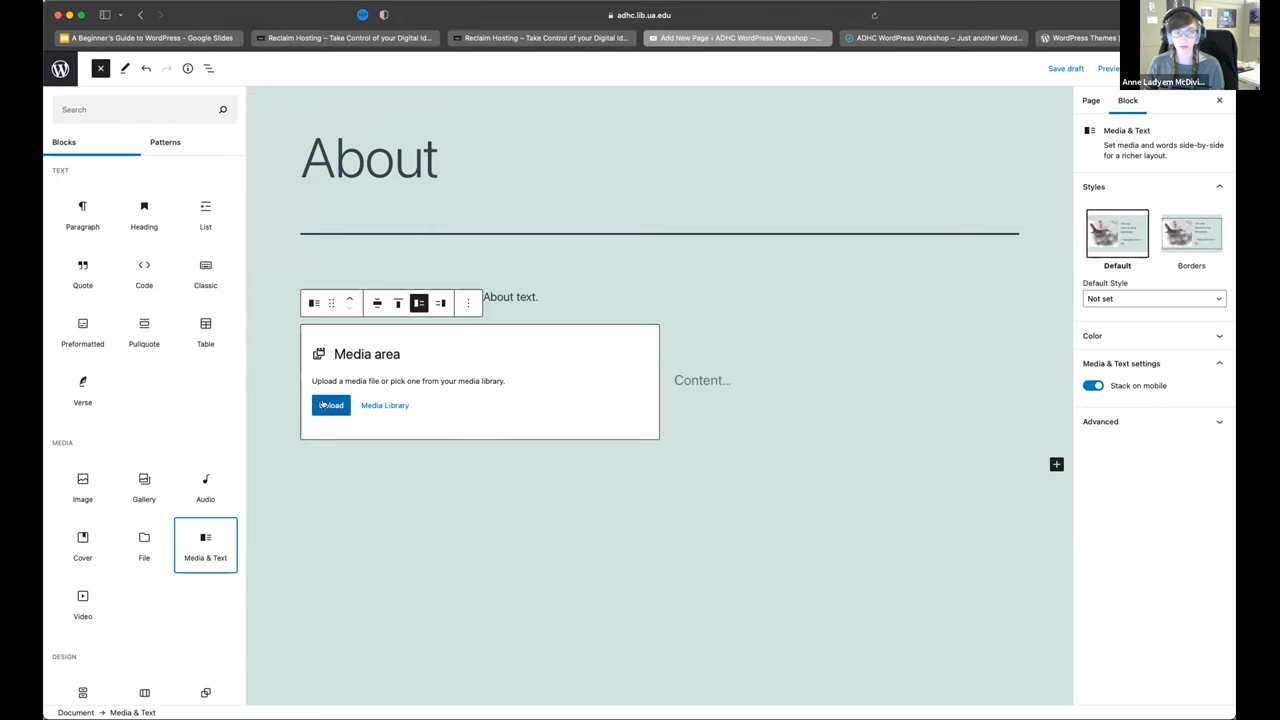 adhc.lib.ua.edu
A Beginner's Guide to WordPress - Google Slides
Reclaim Hosting – Take Control of your Digital Id...
Reclaim Hosting – Take Control of your Digital Id...
Add New Page ‹ ADHC WordPress Workshop —...
ADHC WordPress Workshop – Just another Word...
WordPress Themes |
Anne Ladyem McDivi...
Save draft
Previe
Search
Blocks
Patterns
TEXT
Paragraph
Heading
List
Quote
Code
Classic
Preformatted
Pullquote
Table
Verse
MEDIA
Image
Gallery
Audio
Cover
File
Media & Text
Video
DESIGN
Document → Media & Text
About
About text.
Media area
Upload a media file or pick one from your media library.
Upload
Media Library
Content...
Page
Block
Media & Text
Set media and words side-by-side
for a richer layout.
Styles
Default
Borders
Default Style
Not set
Color
Media & Text settings
Stack on mobile
Advanced